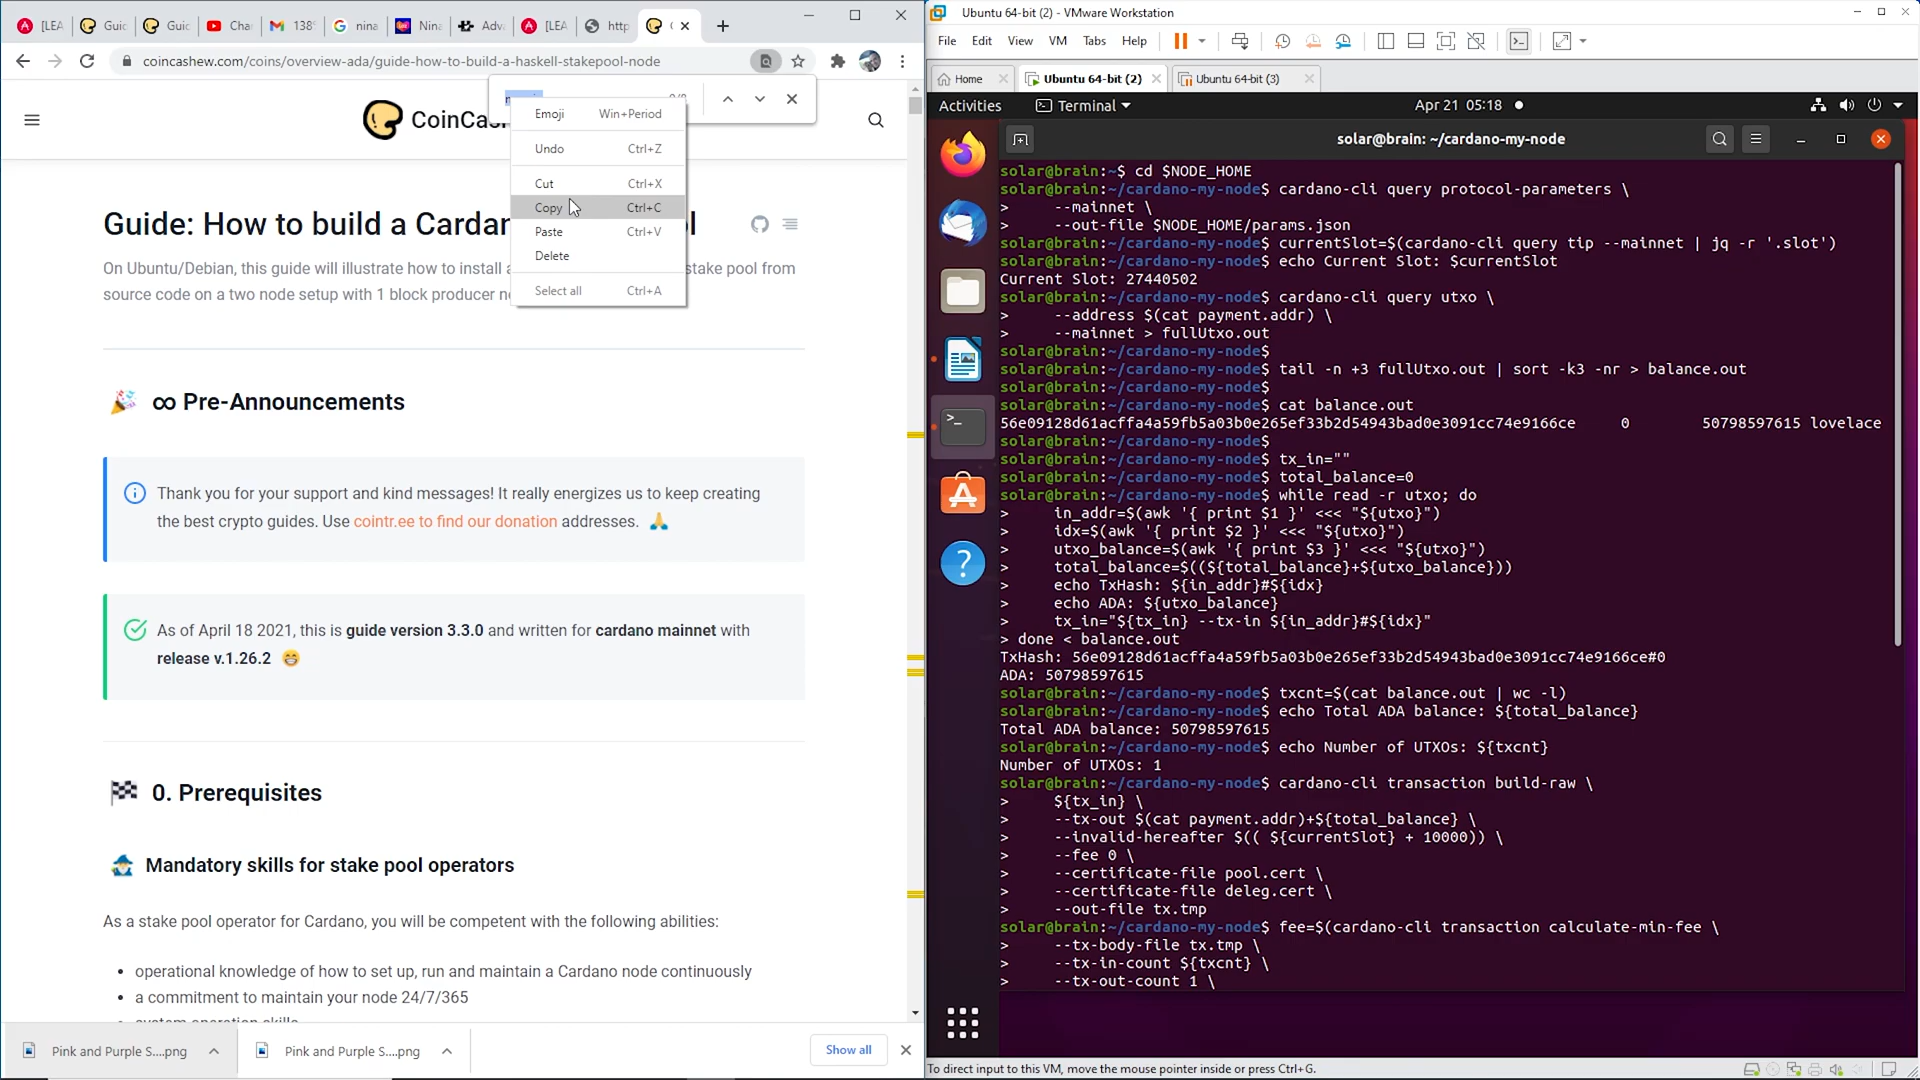 [LEA
Guic
Guic
Cha
138
nina
Nina
Adva
[LEA
http
coincashew.com/coins/overview-ada/guide-how-to-build-a-haskell-stakepool-node
Emoji Win+Period
Undo Ctrl+Z
Cut Ctrl+X
Copy Ctrl+C
Paste Ctrl+V
Delete
Select all Ctrl+A
CoinCas
Guide: How to build a Cardan
On Ubuntu/Debian, this guide will illustrate how to install a stake pool from
source code on a two node setup with 1 block producer n
∞ Pre-Announcements
Thank you for your support and kind messages! It really energizes us to keep creating
the best crypto guides. Use cointr.ee to find our donation addresses. 🙏
As of April 18 2021, this is guide version 3.3.0 and written for cardano mainnet with
release v.1.26.2 😁
0. Prerequisites
Mandatory skills for stake pool operators
As a stake pool operator for Cardano, you will be competent with the following abilities:
• operational knowledge of how to set up, run and maintain a Cardano node continuously
• a commitment to maintain your node 24/7/365
Pink and Purple S....png
Pink and Purple S....png
Show all
Ubuntu 64-bit (2) - VMware Workstation
File Edit View VM Tabs Help
Home
Ubuntu 64-bit (2)
Ubuntu 64-bit (3)
Activities
Terminal
Apr 21 05:18
solar@brain: ~/cardano-my-node
solar@brain:~$ cd $NODE_HOME
solar@brain:~/cardano-my-node$ cardano-cli query protocol-parameters \
> --mainnet \
> --out-file $NODE_HOME/params.json
solar@brain:~/cardano-my-node$ currentSlot=$(cardano-cli query tip --mainnet | jq -r '.slot')
solar@brain:~/cardano-my-node$ echo Current Slot: $currentSlot
Current Slot: 27440502
solar@brain:~/cardano-my-node$ cardano-cli query utxo \
> --address $(cat payment.addr) \
> --mainnet > fullUtxo.out
solar@brain:~/cardano-my-node$
solar@brain:~/cardano-my-node$ tail -n +3 fullUtxo.out | sort -k3 -nr > balance.out
solar@brain:~/cardano-my-node$
solar@brain:~/cardano-my-node$ cat balance.out
56e09128d61acffa4a59fb5a03b0e265ef33b2d54943bad0e3091cc74e9166ce 0 50798597615 lovelace
solar@brain:~/cardano-my-node$
solar@brain:~/cardano-my-node$ tx_in=""
solar@brain:~/cardano-my-node$ total_balance=0
solar@brain:~/cardano-my-node$ while read -r utxo; do
> in_addr=$(awk '{ print $1 }' <<< "${utxo}")
> idx=$(awk '{ print $2 }' <<< "${utxo}")
> utxo_balance=$(awk '{ print $3 }' <<< "${utxo}")
> total_balance=$((${total_balance}+${utxo_balance}))
> echo TxHash: ${in_addr}#${idx}
> echo ADA: ${utxo_balance}
> tx_in="${tx_in} --tx-in ${in_addr}#${idx}"
> done < balance.out
TxHash: 56e09128d61acffa4a59fb5a03b0e265ef33b2d54943bad0e3091cc74e9166ce#0
ADA: 50798597615
solar@brain:~/cardano-my-node$ txcnt=$(cat balance.out | wc -l)
solar@brain:~/cardano-my-node$ echo Total ADA balance: ${total_balance}
Total ADA balance: 50798597615
solar@brain:~/cardano-my-node$ echo Number of UTXOs: ${txcnt}
Number of UTXOs: 1
solar@brain:~/cardano-my-node$ cardano-cli transaction build-raw \
> ${tx_in} \
> --tx-out $(cat payment.addr)+${total_balance} \
> --invalid-hereafter $(( ${currentSlot} + 10000)) \
> --fee 0 \
> --certificate-file pool.cert \
> --certificate-file deleg.cert \
> --out-file tx.tmp
solar@brain:~/cardano-my-node$ fee=$(cardano-cli transaction calculate-min-fee \
> --tx-body-file tx.tmp \
> --tx-in-count ${txcnt} \
> --tx-out-count 1 \
To direct input to this VM, move the mouse pointer inside or press Ctrl+G.